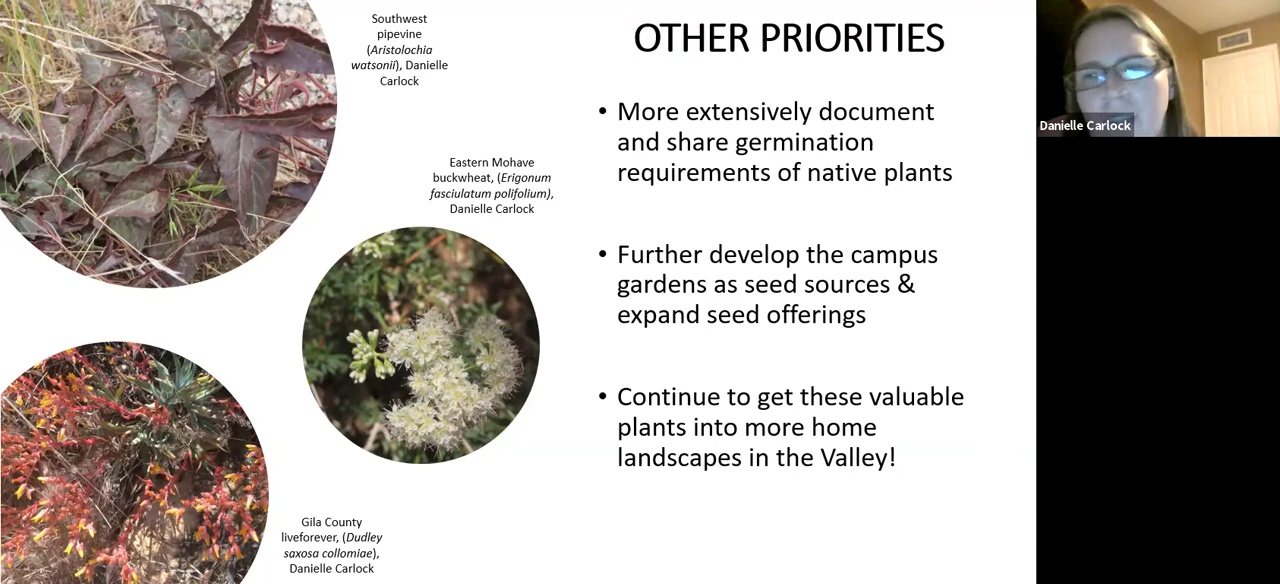 Southwest
pipevine
(Aristolochia
watsonii), Danielle
Carlock
Eastern Mohave
buckwheat, (Erigonum
fasciulatum polifolium),
Danielle Carlock
Gila County
liveforever, (Dudley
saxosa collomiae),
Danielle Carlock
OTHER PRIORITIES
• More extensively document
and share germination
requirements of native plants
• Further develop the campus
gardens as seed sources &
expand seed offerings
• Continue to get these valuable
plants into more home
landscapes in the Valley!
Danielle Carlock